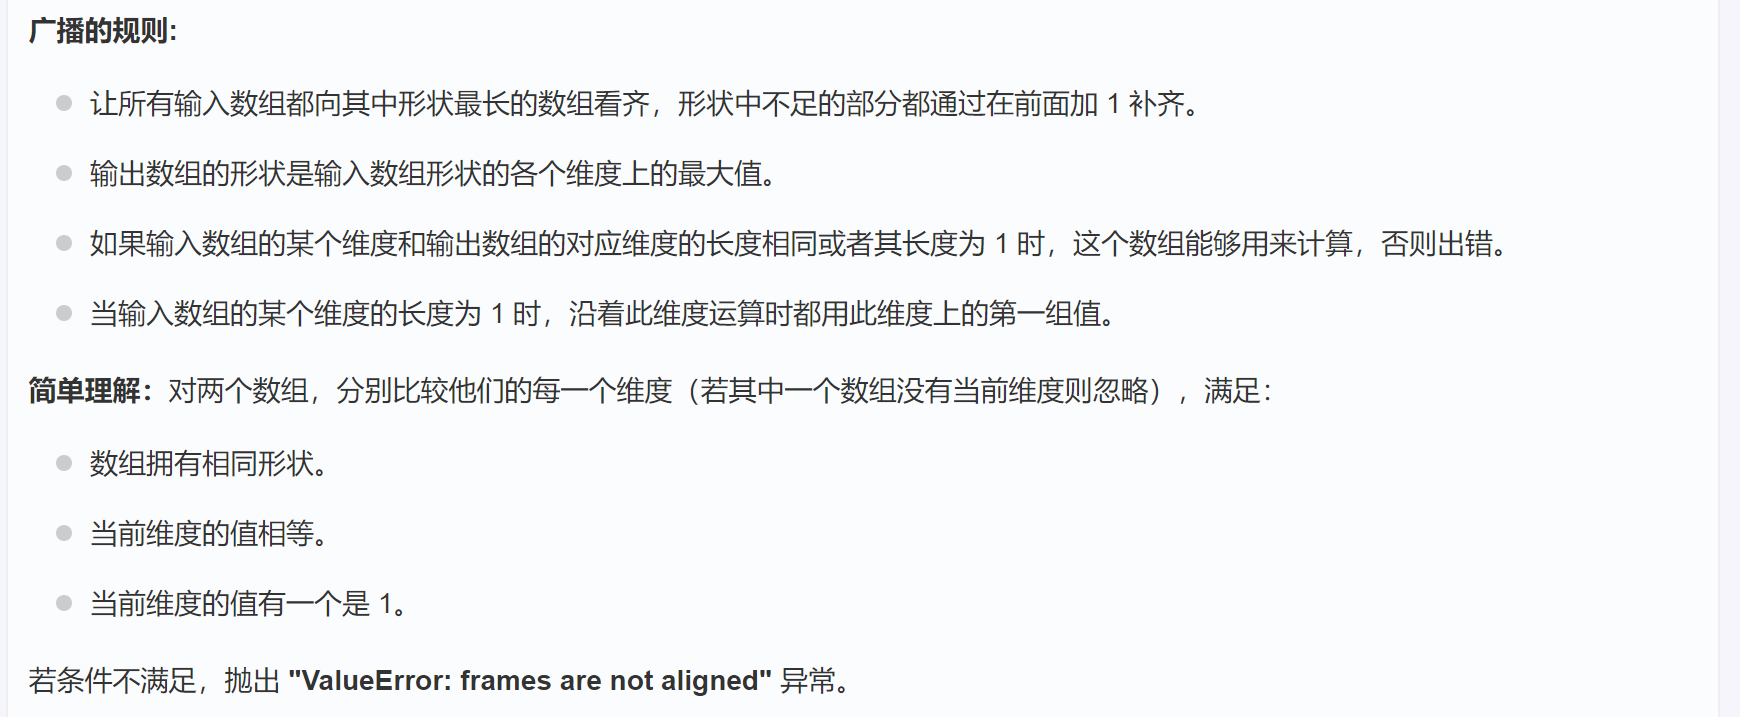 广播的规则:
让所有输入数组都向其中形状最长的数组看齐，形状中不足的部分都通过在前面加 1 补齐。
输出数组的形状是输入数组形状的各个维度上的最大值。
如果输入数组的某个维度和输出数组的对应维度的长度相同或者其长度为 1 时，这个数组能够用来计算，否则出错。
当输入数组的某个维度的长度为 1 时，沿着此维度运算时都用此维度上的第一组值。
简单理解：对两个数组，分别比较他们的每一个维度（若其中一个数组没有当前维度则忽略），满足：
数组拥有相同形状。
当前维度的值相等。
当前维度的值有一个是 1。
若条件不满足，抛出 "ValueError: frames are not aligned" 异常。